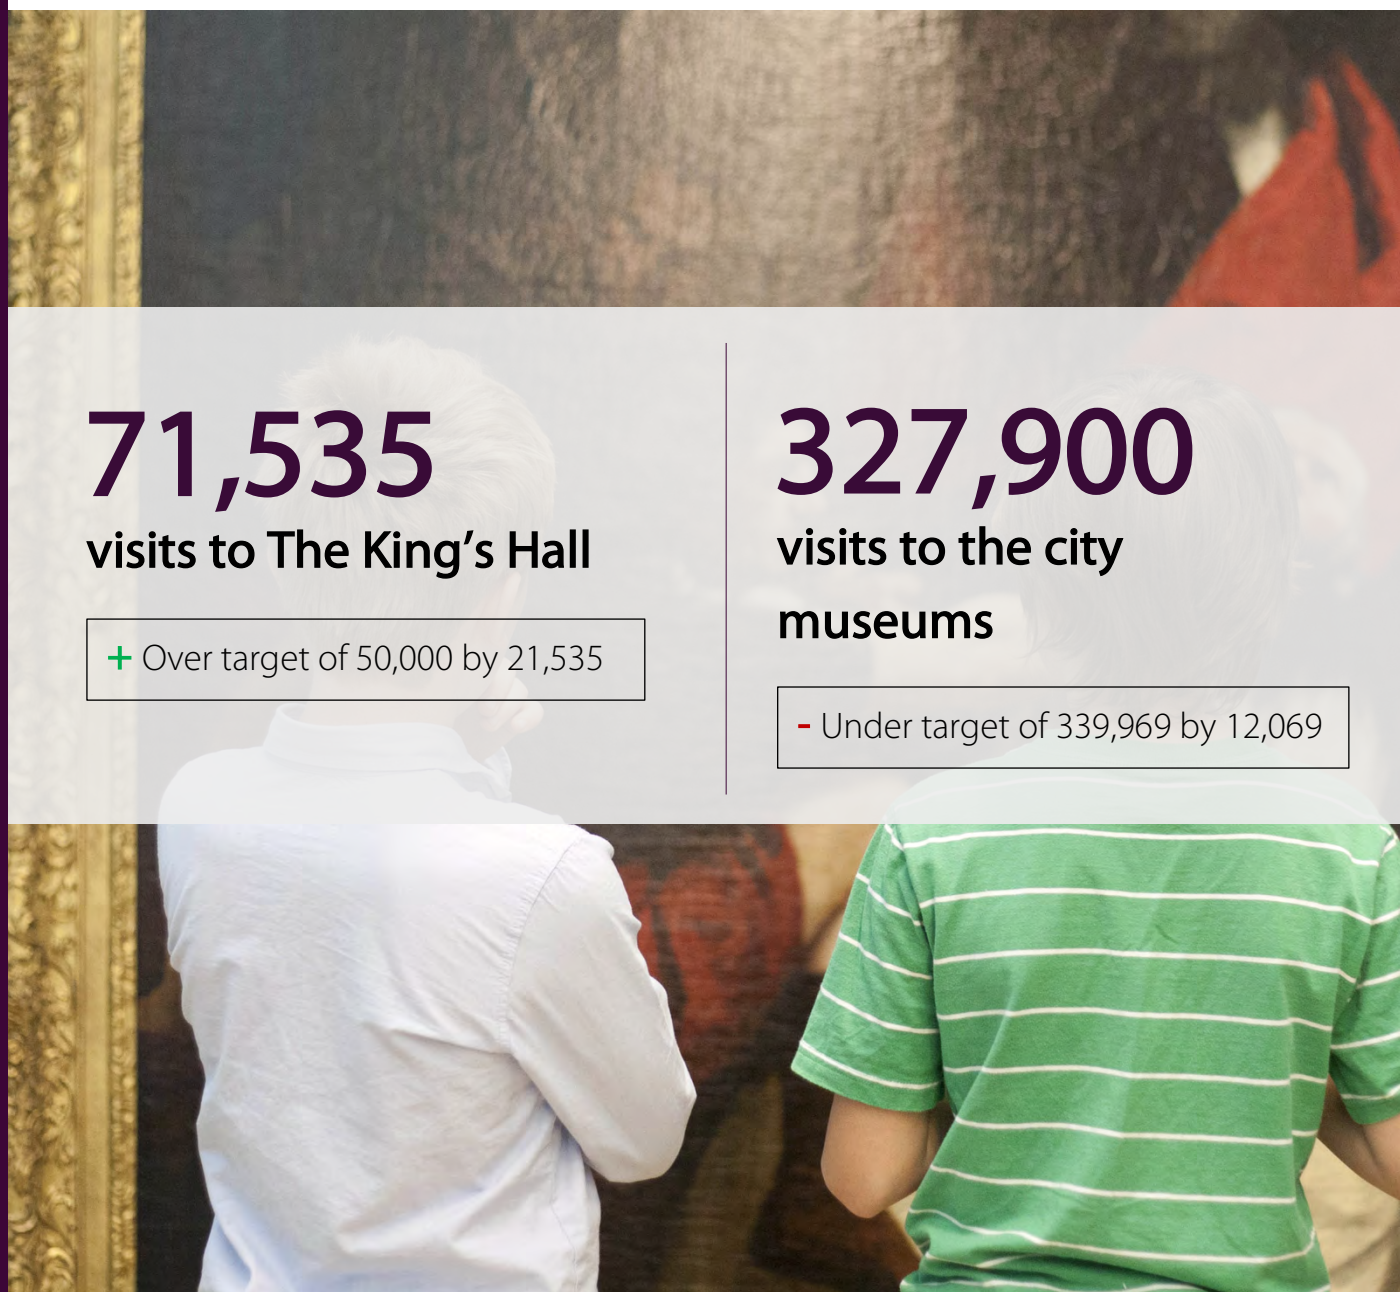 71,535
visits to The King’s Hall
+ Over target of 50,000 by 21,535
327,900
visits to the city
museums
- Under target of 339,969 by 12,069